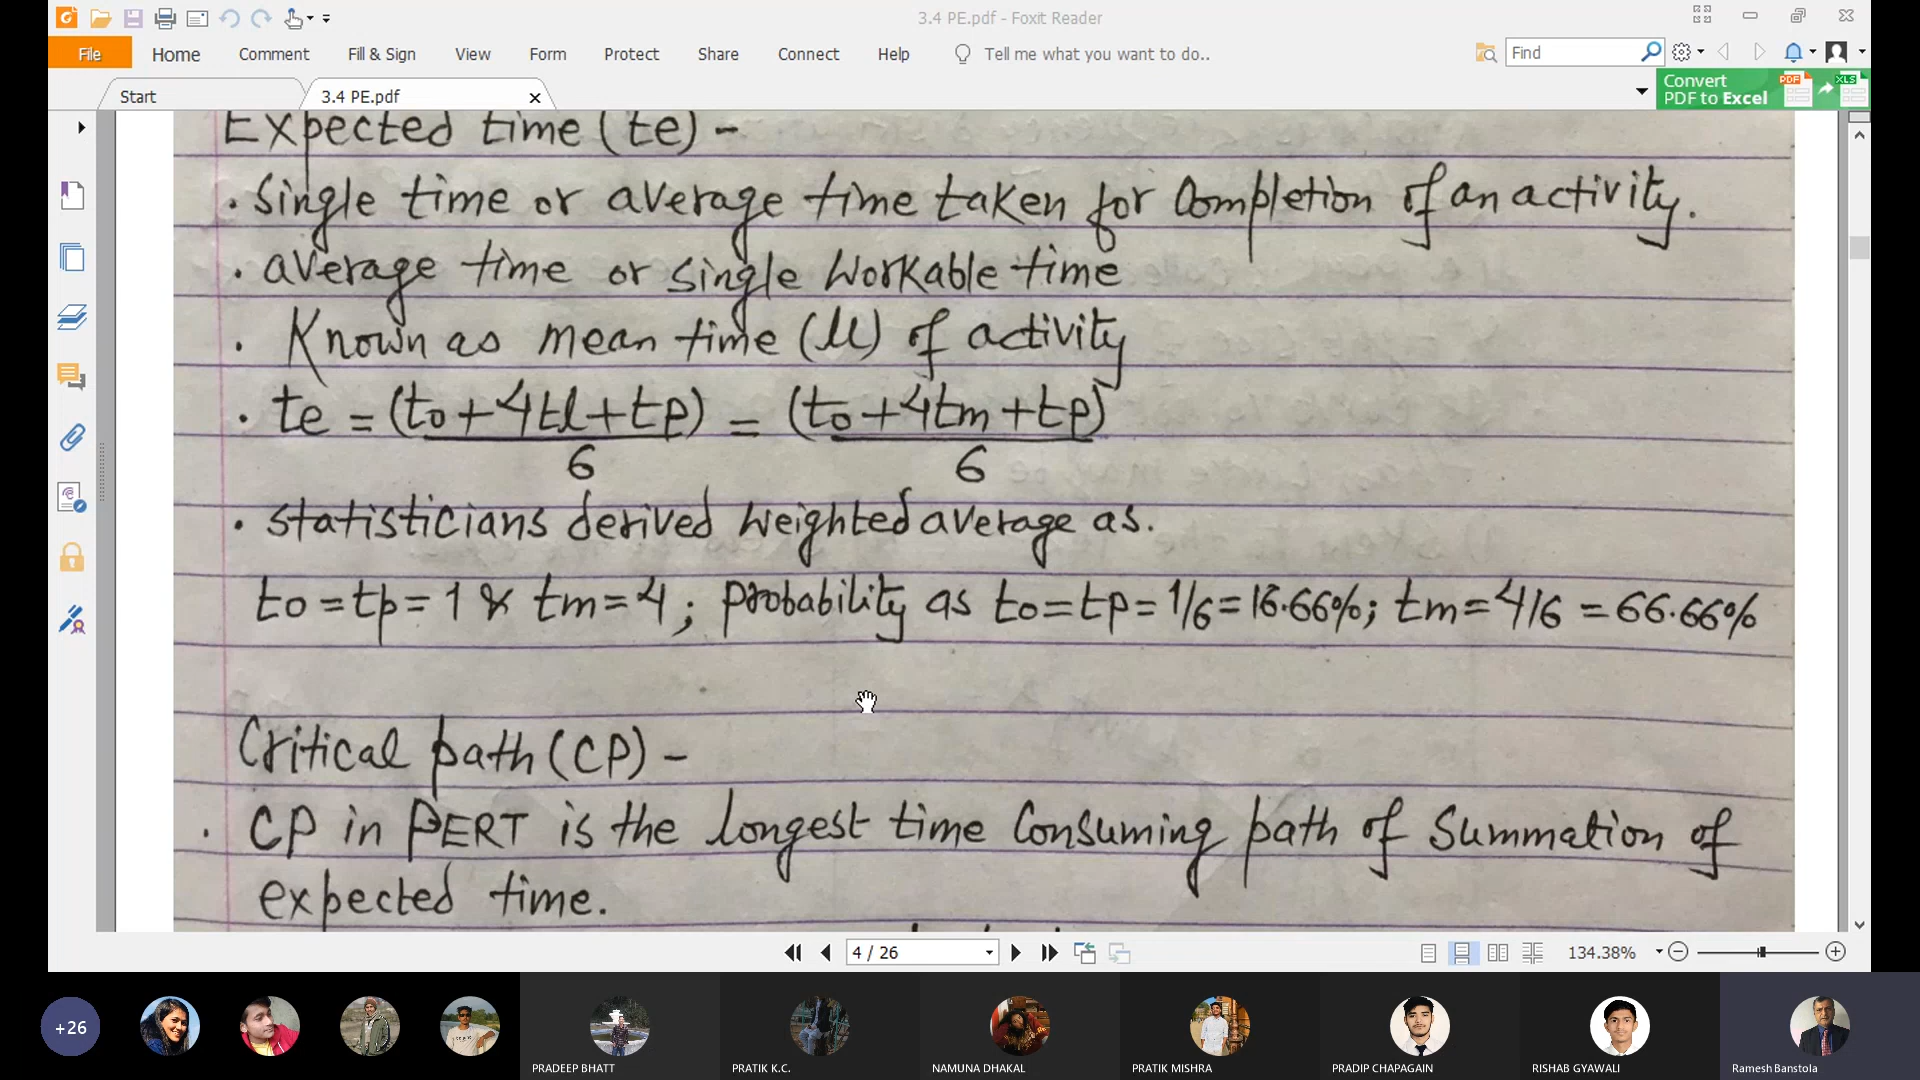 3.4 PE.pdf - Foxit Reader
File Home Comment Fill & Sign View Form Protect Share Connect Help Tell me what you want to do.. Find
Start 3.4 PE.pdf
Convert
PDF to Excel
PDF XLS
Expected time (te) -
. Single time or average time taken for Completion of an activity.
. average time or single workable time
. Known as mean time (μ) of activity
. te = (to+4tl+tp) = (to+4tm+tp)
6 6
. statisticians derived weighted average as.
to = tp = 1 & tm = 4 ; probability as to = tp = 1/6 = 16.66% ; tm = 4/6 = 66.66%
Critical path (CP) -
. CP in PERT is the longest time Consuming path of Summation of
expected time.
4 / 26
134.38%
+26
PRADEEP BHATT PRATIK K.C. NAMUNA DHAKAL PRATIK MISHRA PRADIP CHAPAGAIN RISHAB GYAWALI Ramesh Banstola